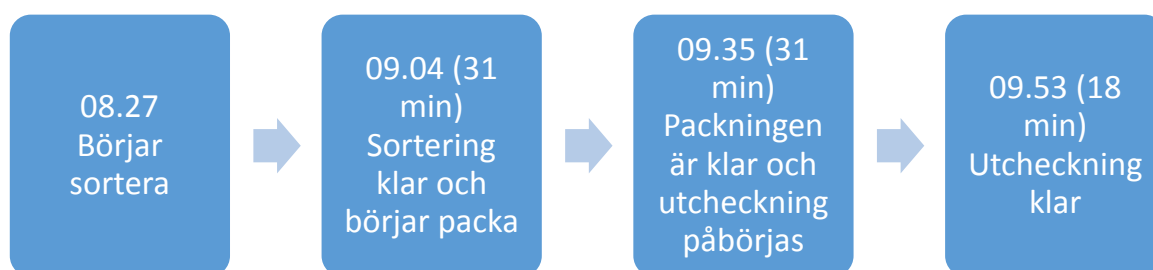 08.27
Börjar
sortera
09.04 (31
min)
Sortering
klar och
börjar packa
09.35 (31
min)
Packningen
är klar och
utcheckning
påbörjas
09.53 (18
min)
Utcheckning
klar